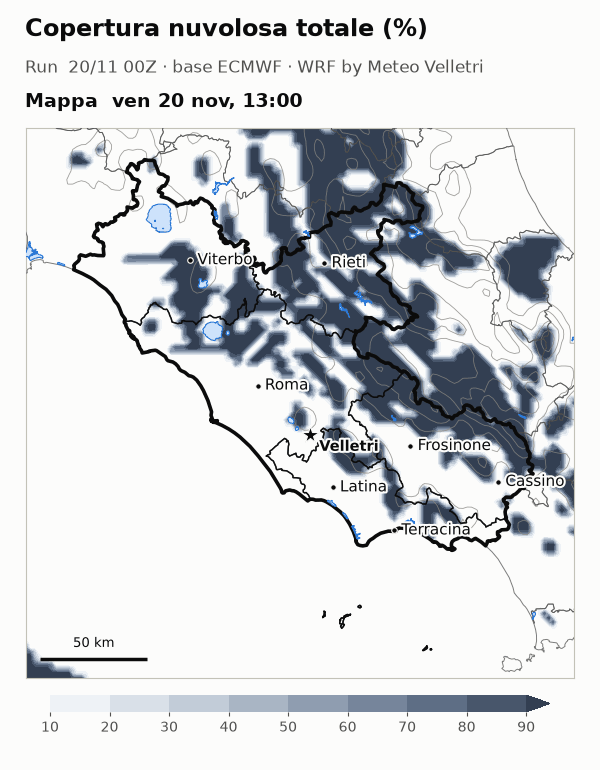 Copertura nuvolosa totale (%)
Run  20/11 00Z · base ECMWF · WRF by Meteo Velletri
Mappa  ven 20 nov, 13:00
Viterbo
Rieti
Roma
Velletri
Frosinone
Cassino
Latina
Terracina
50 km
10 20 30 40 50 60 70 80 90